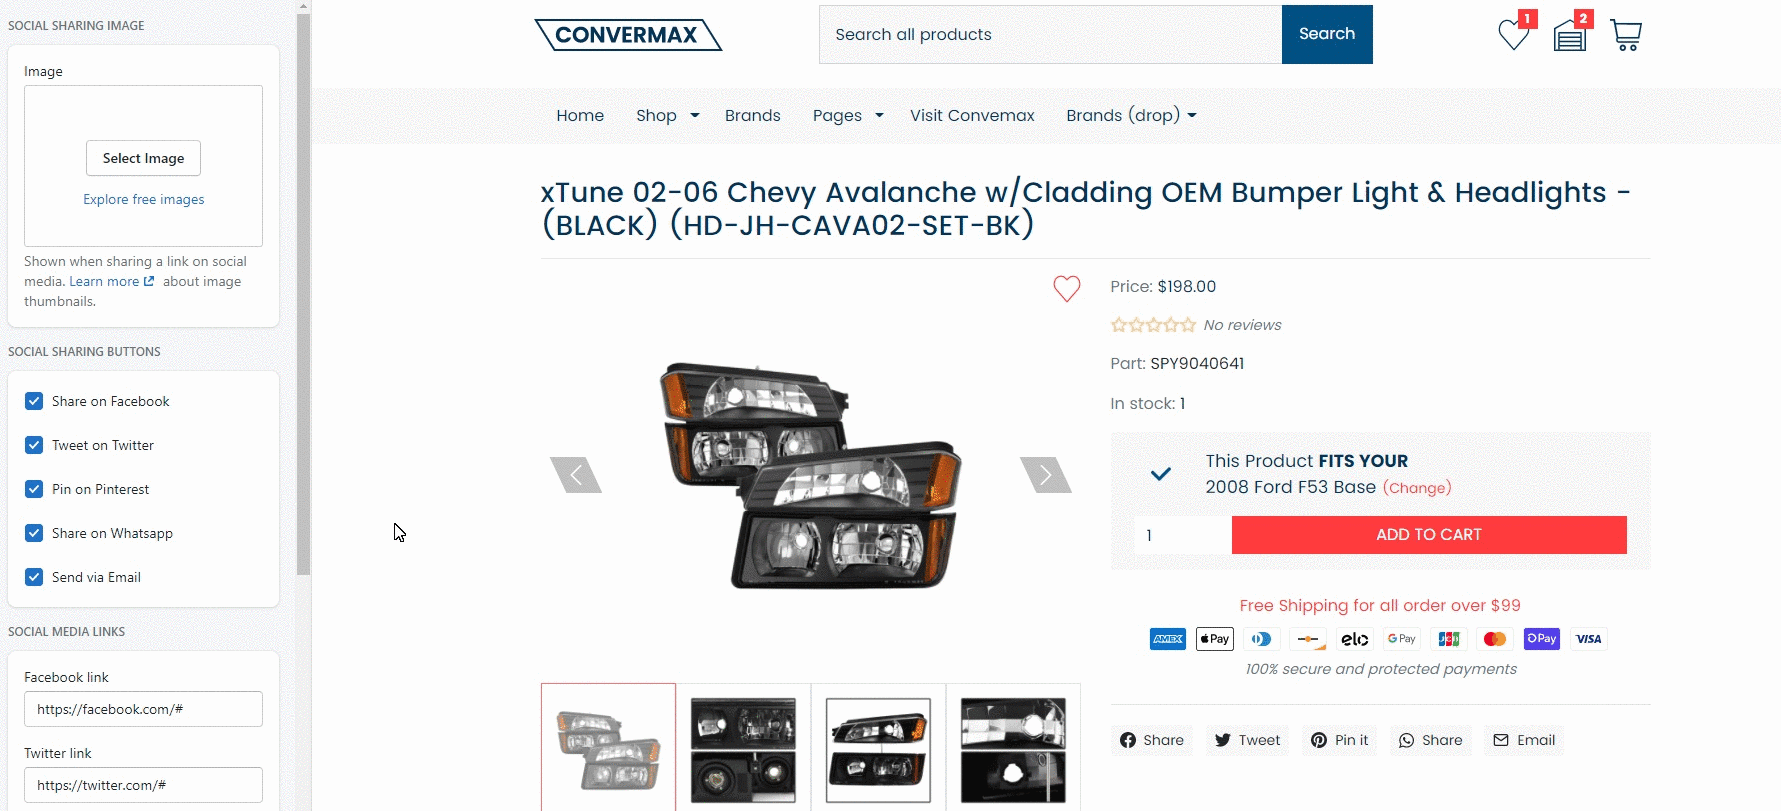 SOCIAL SHARING IMAGE
Image
Select Image
Explore free images
Shown when sharing a link on social
media. Learn more about image
thumbnails.
SOCIAL SHARING BUTTONS
Share on Facebook
Tweet on Twitter
Pin on Pinterest
Share on Whatsapp
Send via Email
SOCIAL MEDIA LINKS
Facebook link
https://facebook.com/#
Twitter link
https://twitter.com/#
CONVERMAX
Search all products
Search
1
2
Home
Shop
Brands
Pages
Visit Convemax
Brands (drop)
xTune 02-06 Chevy Avalanche w/Cladding OEM Bumper Light & Headlights -
(BLACK) (HD-JH-CAVA02-SET-BK)
Price: $198.00
No reviews
Part: SPY9040641
In stock: 1
This Product FITS YOUR
2008 Ford F53 Base (Change)
1
ADD TO CART
Free Shipping for all order over $99
AMEX
Pay
elo
G Pay
JCB
Pay
VISA
100% secure and protected payments
Share
Tweet
Pin it
Share
Email